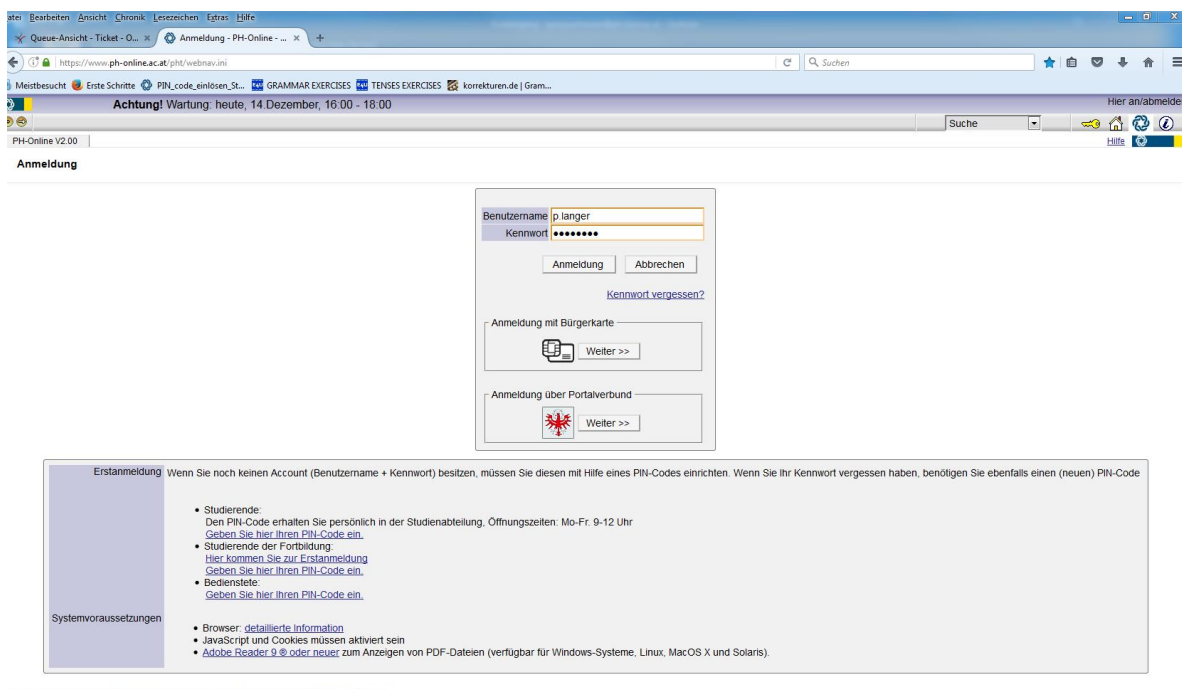 atei Bearbeiten Ansicht Chronik Lesezeichen Extras Hilfe
Queue-Ansicht - Ticket - O... × Anmeldung - PH-Online - ... × +
https://www.ph-online.ac.at/pht/webnav.ini Suchen
Meistbesucht Erste Schritte PIN_code_einlösen_St... GRAMMAR EXERCISES TENSES EXERCISES korrekturen.de | Gram...
Achtung! Wartung: heute, 14.Dezember, 16:00 - 18:00 Hier an/abmelde
Suche
PH-Online V2.00 Hilfe
Anmeldung
Benutzername p.langer
Kennwort ●●●●●●●●
Anmeldung Abbrechen
Kennwort vergessen?
Anmeldung mit Bürgerkarte
Weiter >>
Anmeldung über Portalverbund
Weiter >>
Erstanmeldung Wenn Sie noch keinen Account (Benutzername + Kennwort) besitzen, müssen Sie diesen mit Hilfe eines PIN-Codes einrichten. Wenn Sie Ihr Kennwort vergessen haben, benötigen Sie ebenfalls einen (neuen) PIN-Code
• Studierende:
Den PIN-Code erhalten Sie persönlich in der Studienabteilung, Öffnungszeiten: Mo-Fr. 9-12 Uhr
Geben Sie hier Ihren PIN-Code ein.
• Studierende der Fortbildung:
Hier kommen Sie zur Erstanmeldung
Geben Sie hier Ihren PIN-Code ein.
• Bedienstete:
Geben Sie hier Ihren PIN-Code ein.
Systemvoraussetzungen
• Browser: detaillierte Information
• JavaScript und Cookies müssen aktiviert sein
• Adobe Reader 9 ® oder neuer zum Anzeigen von PDF-Dateien (verfügbar für Windows-Systeme, Linux, MacOS X und Solaris).